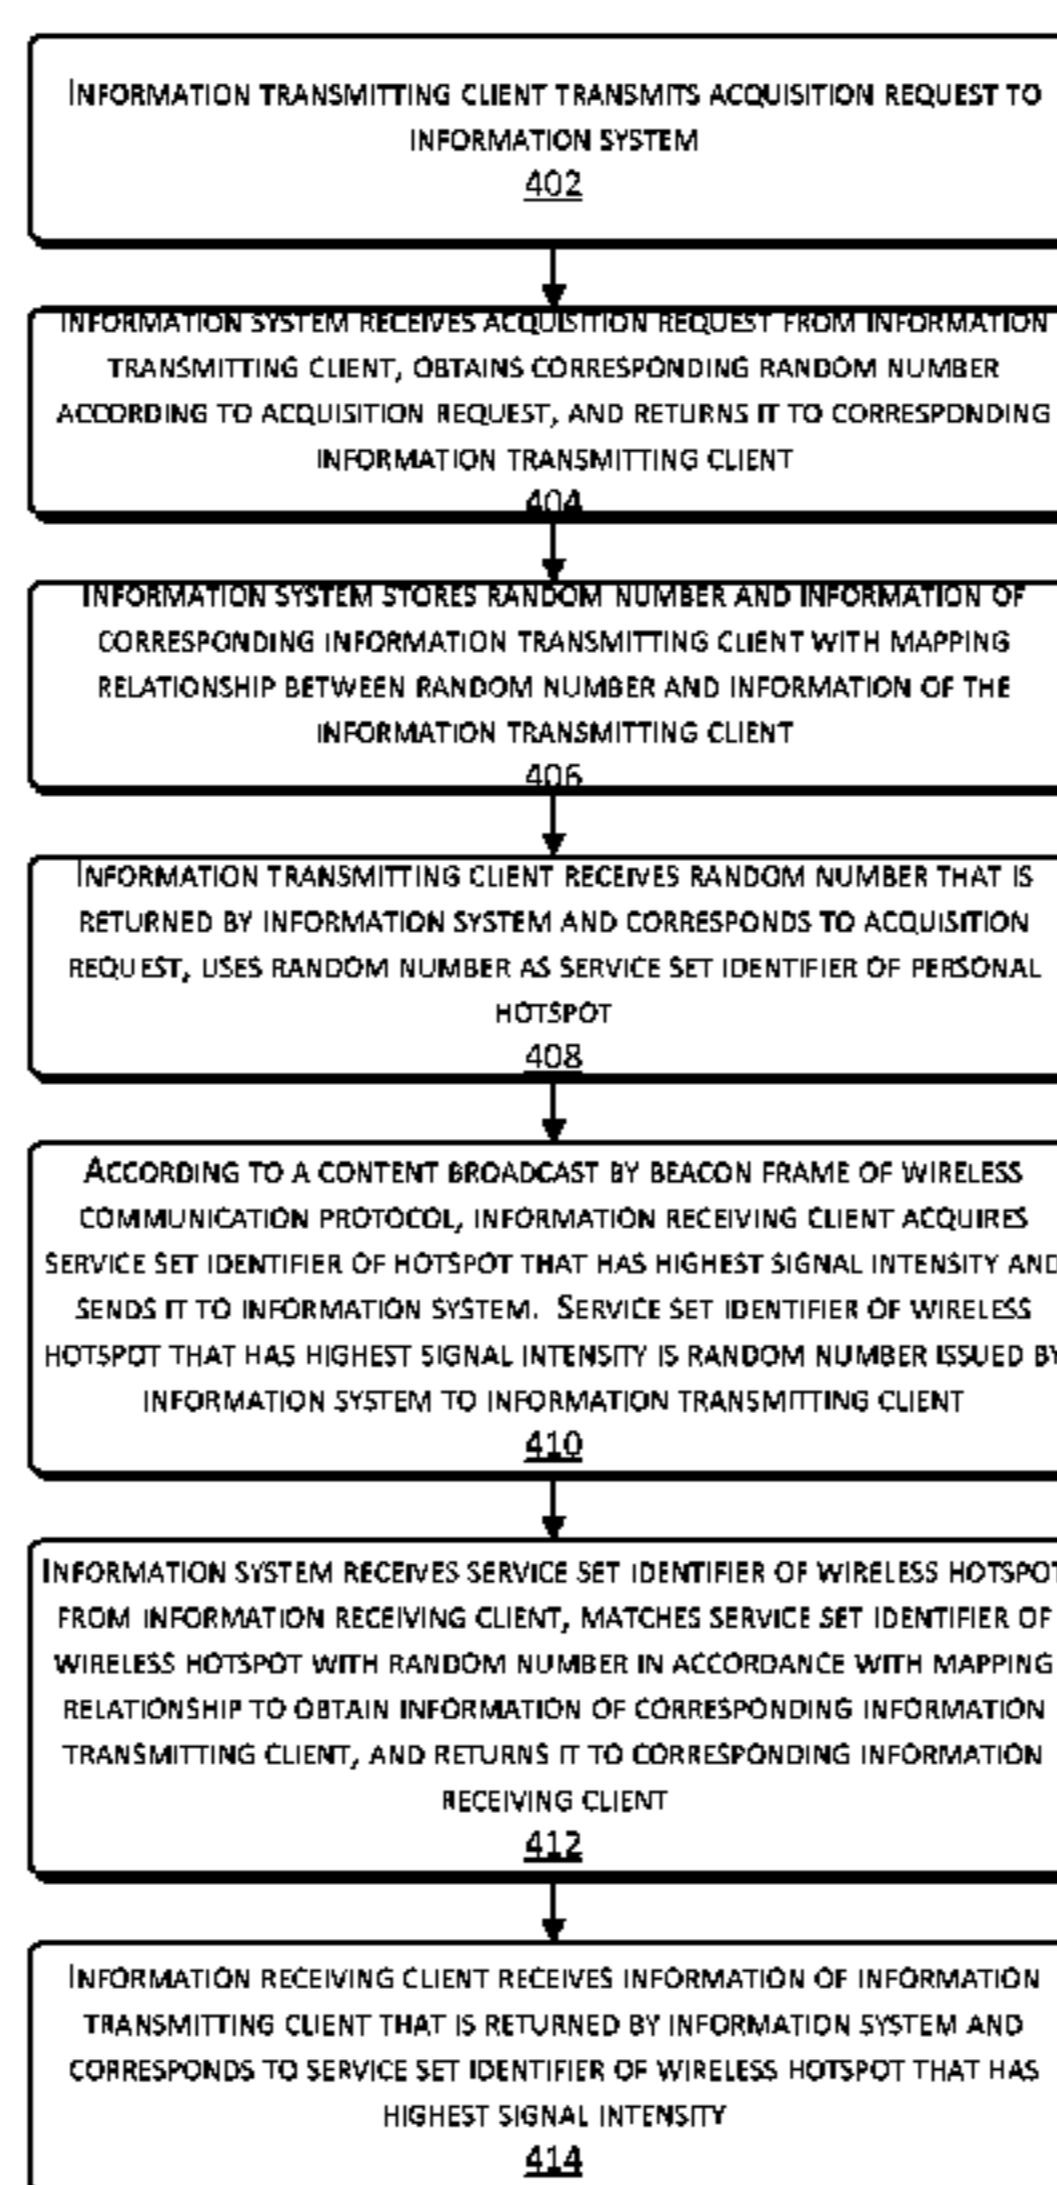 INFORMATION TRANSMITTING CLIENT TRANSMITS ACQUISITION REQUEST TO
INFORMATION SYSTEM
402
INFORMATION SYSTEM RECEIVES ACQUISITION REQUEST FROM INFORMATION
TRANSMITTING CLIENT, OBTAINS CORRESPONDING RANDOM NUMBER
ACCORDING TO ACQUISITION REQUEST, AND RETURNS IT TO CORRESPONDING
INFORMATION TRANSMITTING CLIENT
404
INFORMATION SYSTEM STORES RANDOM NUMBER AND INFORMATION OF
CORRESPONDING INFORMATION TRANSMITTING CLIENT WITH MAPPING
RELATIONSHIP BETWEEN RANDOM NUMBER AND INFORMATION OF THE
INFORMATION TRANSMITTING CLIENT
406
INFORMATION TRANSMITTING CLIENT RECEIVES RANDOM NUMBER THAT IS
RETURNED BY INFORMATION SYSTEM AND CORRESPONDS TO ACQUISITION
REQUEST, USES RANDOM NUMBER AS SERVICE SET IDENTIFIER OF PERSONAL
HOTSPOT
408
ACCORDING TO A CONTENT BROADCAST BY BEACON FRAME OF WIRELESS
COMMUNICATION PROTOCOL, INFORMATION RECEIVING CLIENT ACQUIRES
SERVICE SET IDENTIFIER OF HOTSPOT THAT HAS HIGHEST SIGNAL INTENSITY AND
SENDS IT TO INFORMATION SYSTEM. SERVICE SET IDENTIFIER OF WIRELESS
HOTSPOT THAT HAS HIGHEST SIGNAL INTENSITY IS RANDOM NUMBER ISSUED BY
INFORMATION SYSTEM TO INFORMATION TRANSMITTING CLIENT
410
INFORMATION SYSTEM RECEIVES SERVICE SET IDENTIFIER OF WIRELESS HOTSPOT
FROM INFORMATION RECEIVING CLIENT, MATCHES SERVICE SET IDENTIFIER OF
WIRELESS HOTSPOT WITH RANDOM NUMBER IN ACCORDANCE WITH MAPPING
RELATIONSHIP TO OBTAIN INFORMATION OF CORRESPONDING INFORMATION
TRANSMITTING CLIENT, AND RETURNS IT TO CORRESPONDING INFORMATION
RECEIVING CLIENT
412
INFORMATION RECEIVING CLIENT RECEIVES INFORMATION OF INFORMATION
TRANSMITTING CLIENT THAT IS RETURNED BY INFORMATION SYSTEM AND
CORRESPONDS TO SERVICE SET IDENTIFIER OF WIRELESS HOTSPOT THAT HAS
HIGHEST SIGNAL INTENSITY
414